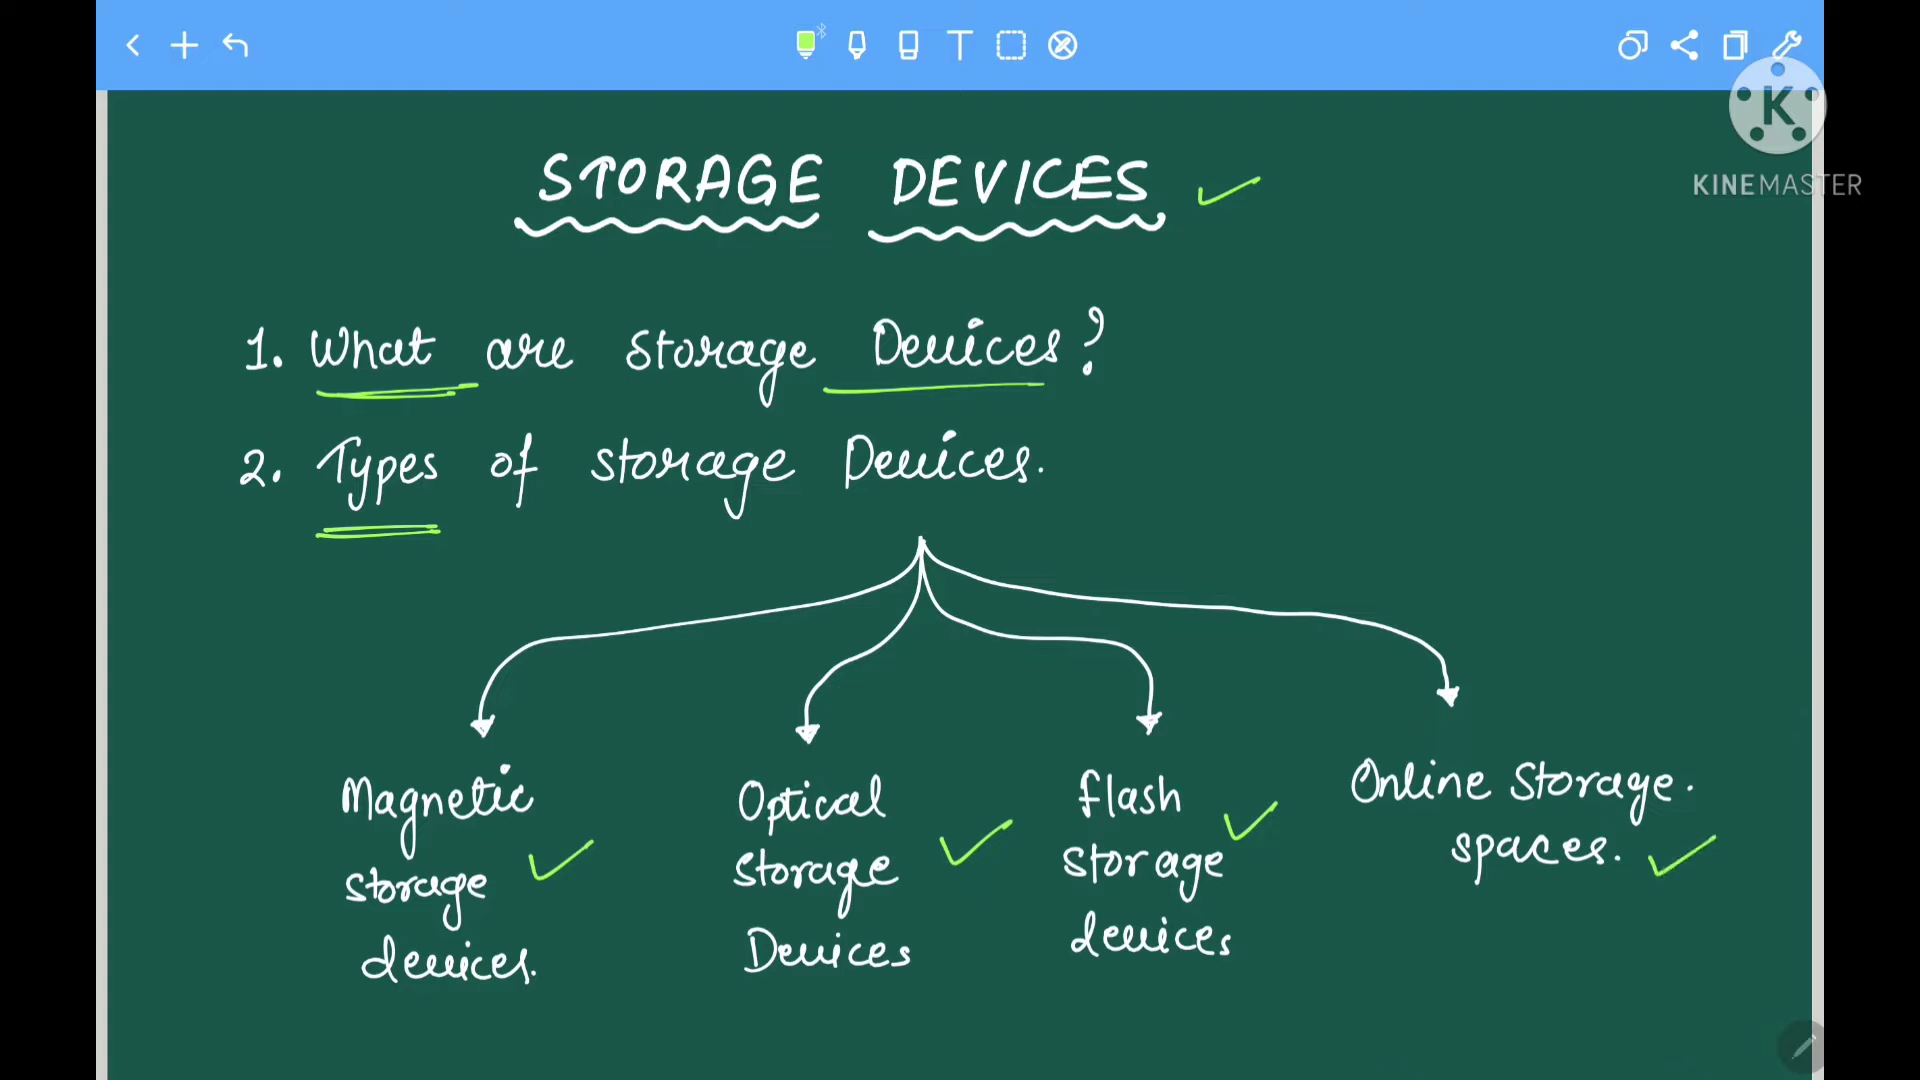 STORAGE DEVICES
KINEMASTER
1. What are Storage Devices?
2. Types of storage Devices.
Magnetic
storage
devices.
Optical
storage
Devices
flash
storage
devices
Online Storage.
spaces.